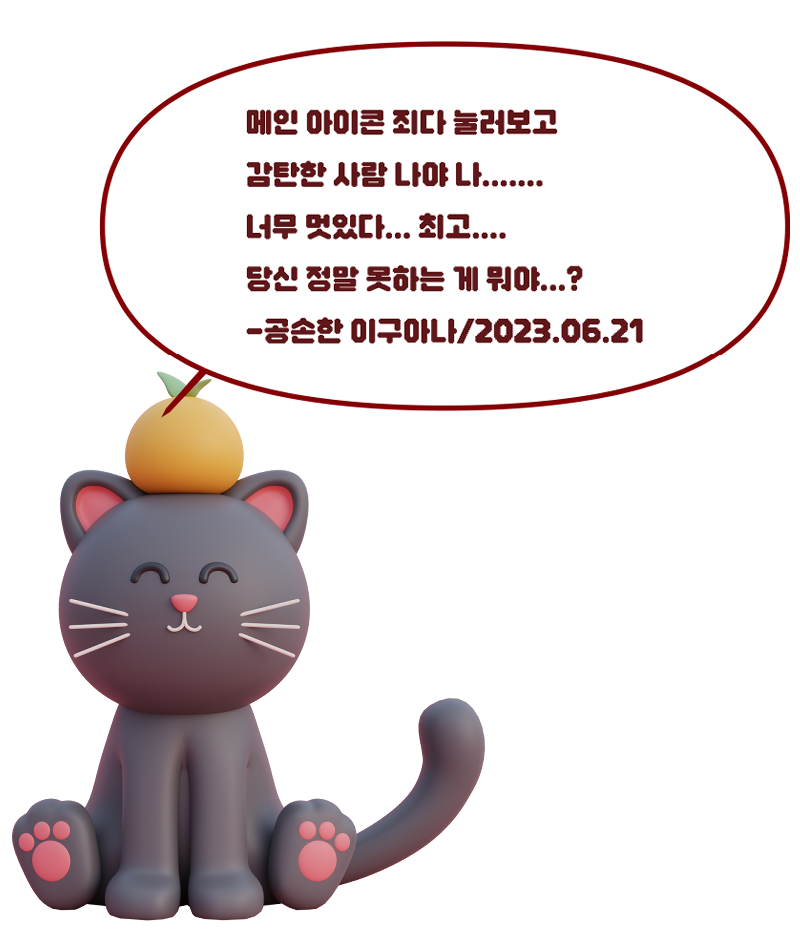 메인 아이콘 죄다 눌러보고
감탄한 사람 나야 나.......
너무 멋있다... 최고....
당신 정말 못하는 게 뭐야...?
-공손한 이구아나/2023.06.21